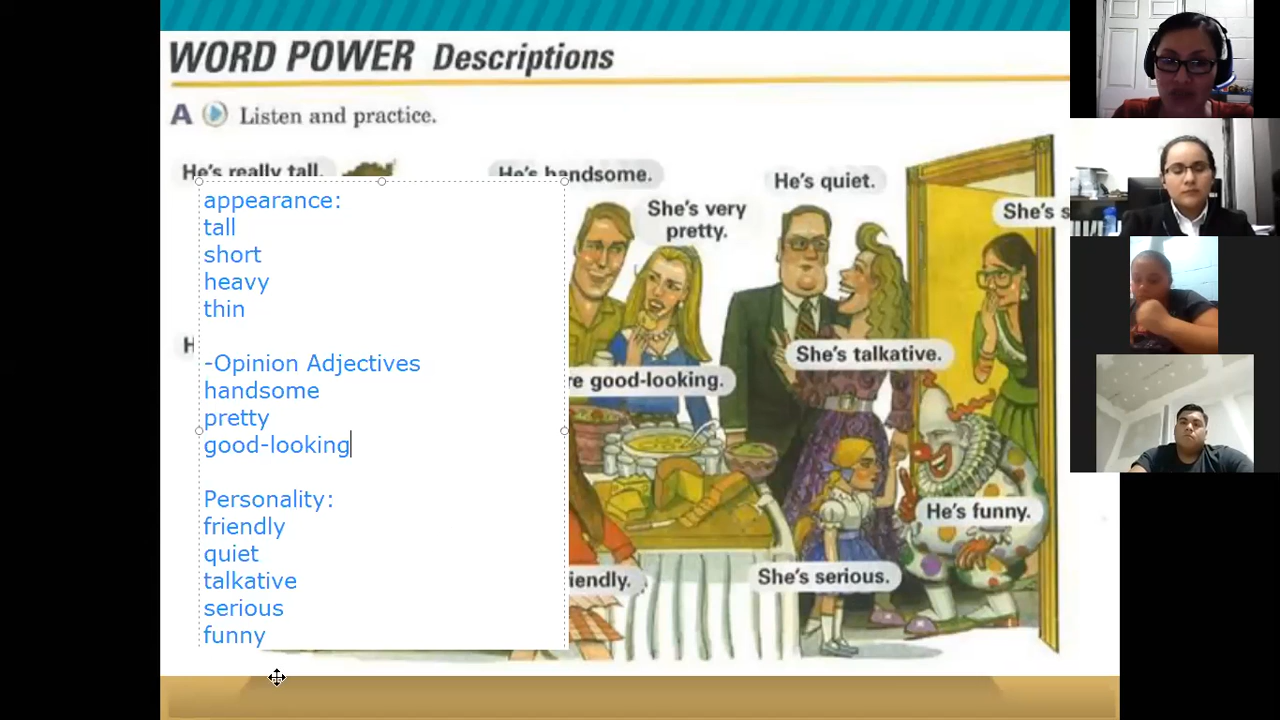 WORD POWER Descriptions
A Listen and practice.
He's really tall.
He's handsome.
He's quiet.
She's very
pretty.
She's s
appearance:
tall
short
heavy
thin
-Opinion Adjectives
handsome
pretty
good-looking
Personality:
friendly
quiet
talkative
serious
funny
H
She's talkative.
re good-looking.
He's funny.
iendly.
She's serious.